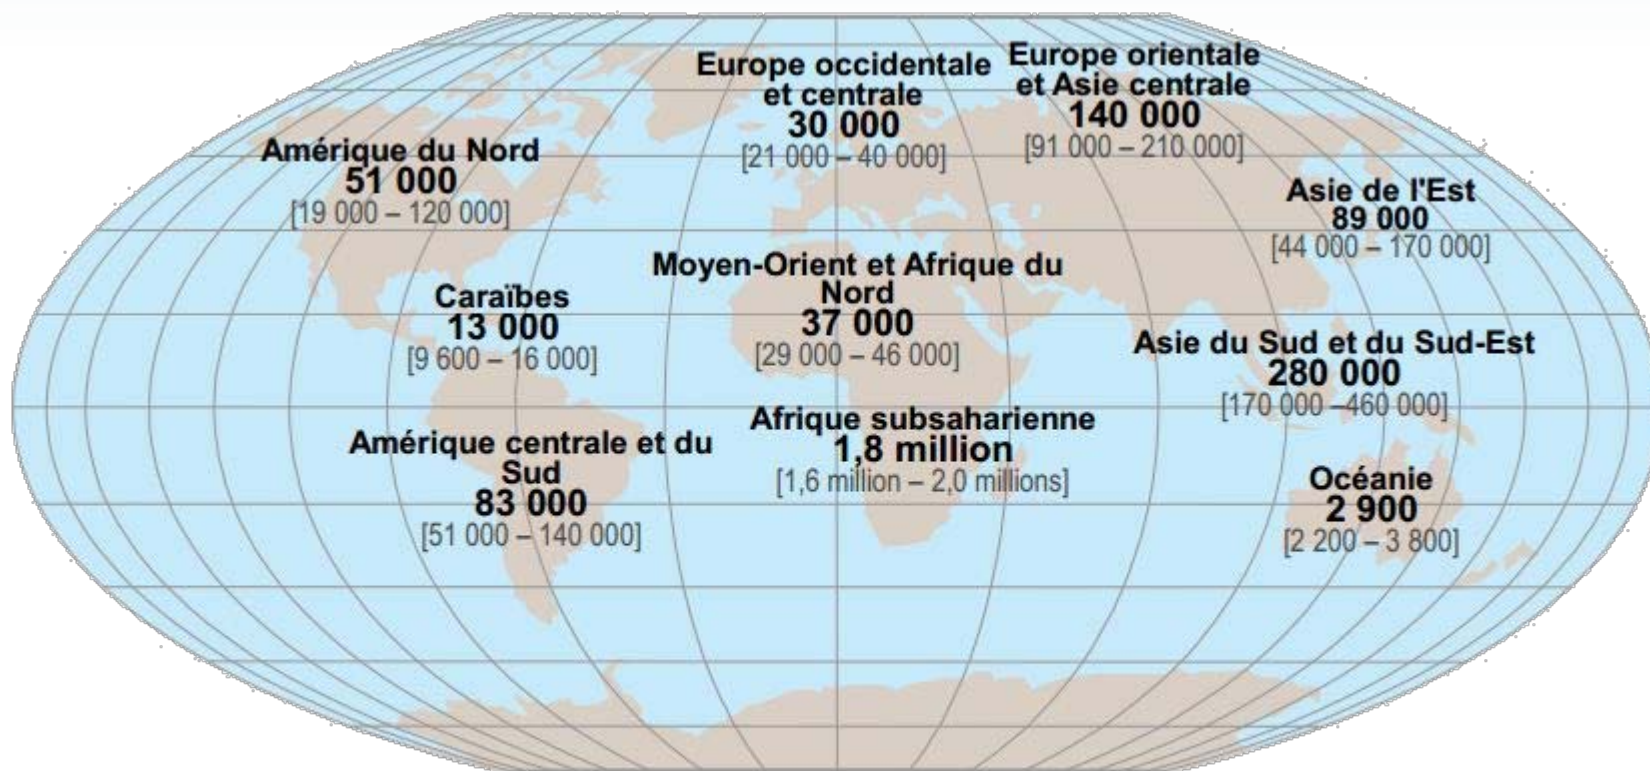 Europe occidentale
et centrale
30 000
[21 000 – 40 000]
Europe orientale
et Asie centrale
140 000
[91 000 – 210 000]
Amérique du Nord
51 000
[19 000 – 120 000]
Asie de l'Est
89 000
[44 000 – 170 000]
Moyen-Orient et Afrique du
Nord
37 000
[29 000 – 46 000]
Caraïbes
13 000
[9 600 – 16 000]
Asie du Sud et du Sud-Est
280 000
[170 000 –460 000]
Afrique subsaharienne
1,8 million
[1,6 million – 2,0 millions]
Amérique centrale et du
Sud
83 000
[51 000 – 140 000]
Océanie
2 900
[2 200 – 3 800]